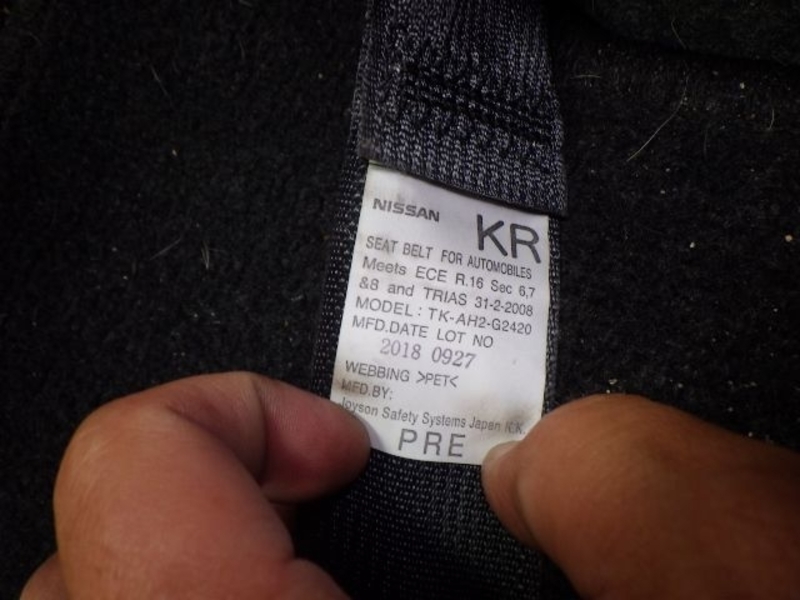 NISSAN KR
SEAT BELT FOR AUTOMOBILES
Meets ECE R.16 Sec 6,7
&8 and TRIAS 31-2-2008
MODEL: TK-AH2-G2420
MFD.DATE LOT NO
2018 0927
WEBBING >PET<
MFD.BY:
Joyson Safety Systems Japan K.K.
PRE